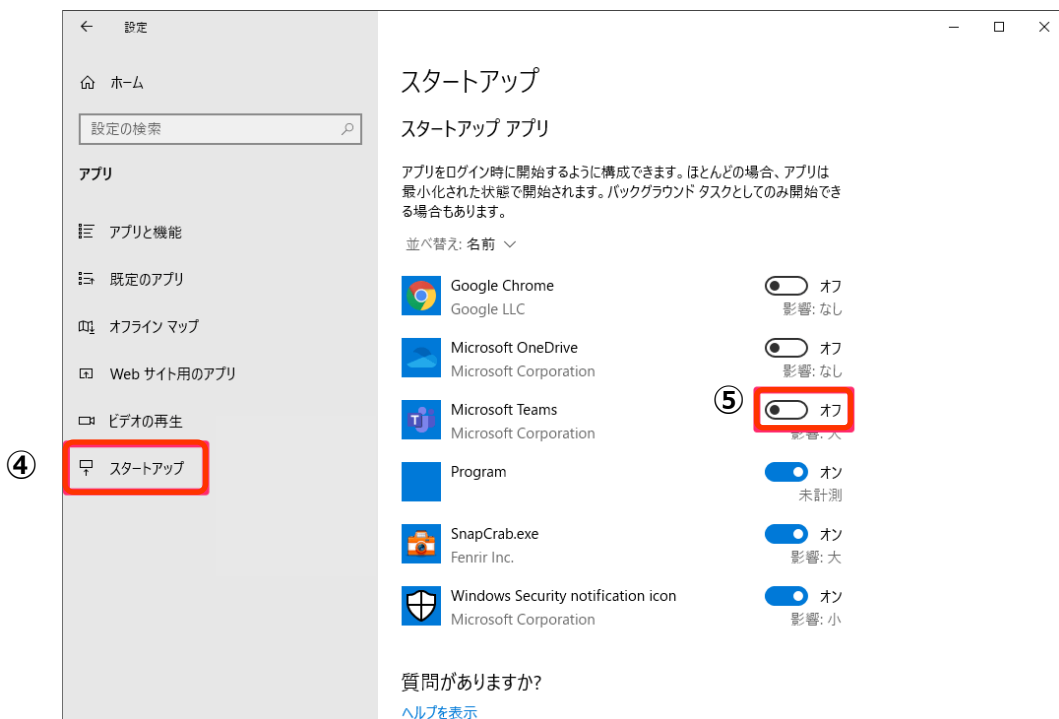 設定
ホーム
設定の検索
アプリ
アプリと機能
既定のアプリ
オフライン マップ
Web サイト用のアプリ
ビデオの再生
④
スタートアップ
スタートアップ
スタートアップ アプリ
アプリをログイン時に開始するように構成できます。ほとんどの場合、アプリは
最小化された状態で開始されます。バックグラウンド タスクとしてのみ開始でき
る場合もあります。
並べ替え: 名前
Google Chrome
オフ
Google LLC
影響: なし
Microsoft OneDrive
オフ
Microsoft Corporation
影響: なし
Microsoft Teams
⑤
オフ
Microsoft Corporation
影響: 大
Program
オン
未計測
SnapCrab.exe
オン
Fenrir Inc.
影響: 大
Windows Security notification icon
オン
Microsoft Corporation
影響: 小
質問がありますか?
ヘルプを表示